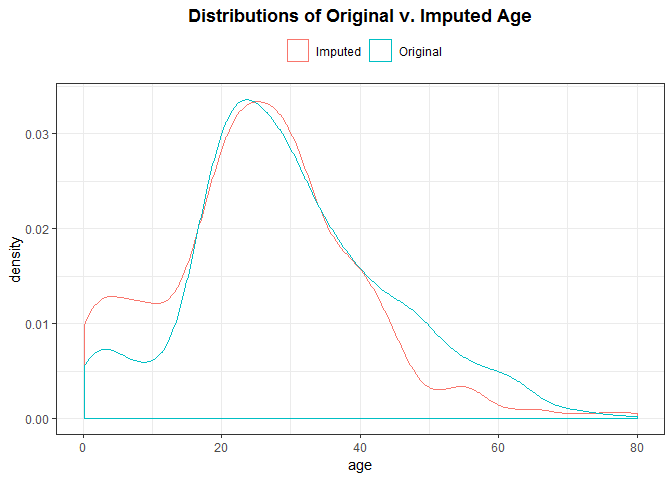 Distributions of Original v. Imputed Age
Imputed Original
density
0.03
0.02
0.01
0.00
0 20 40 60 80
age